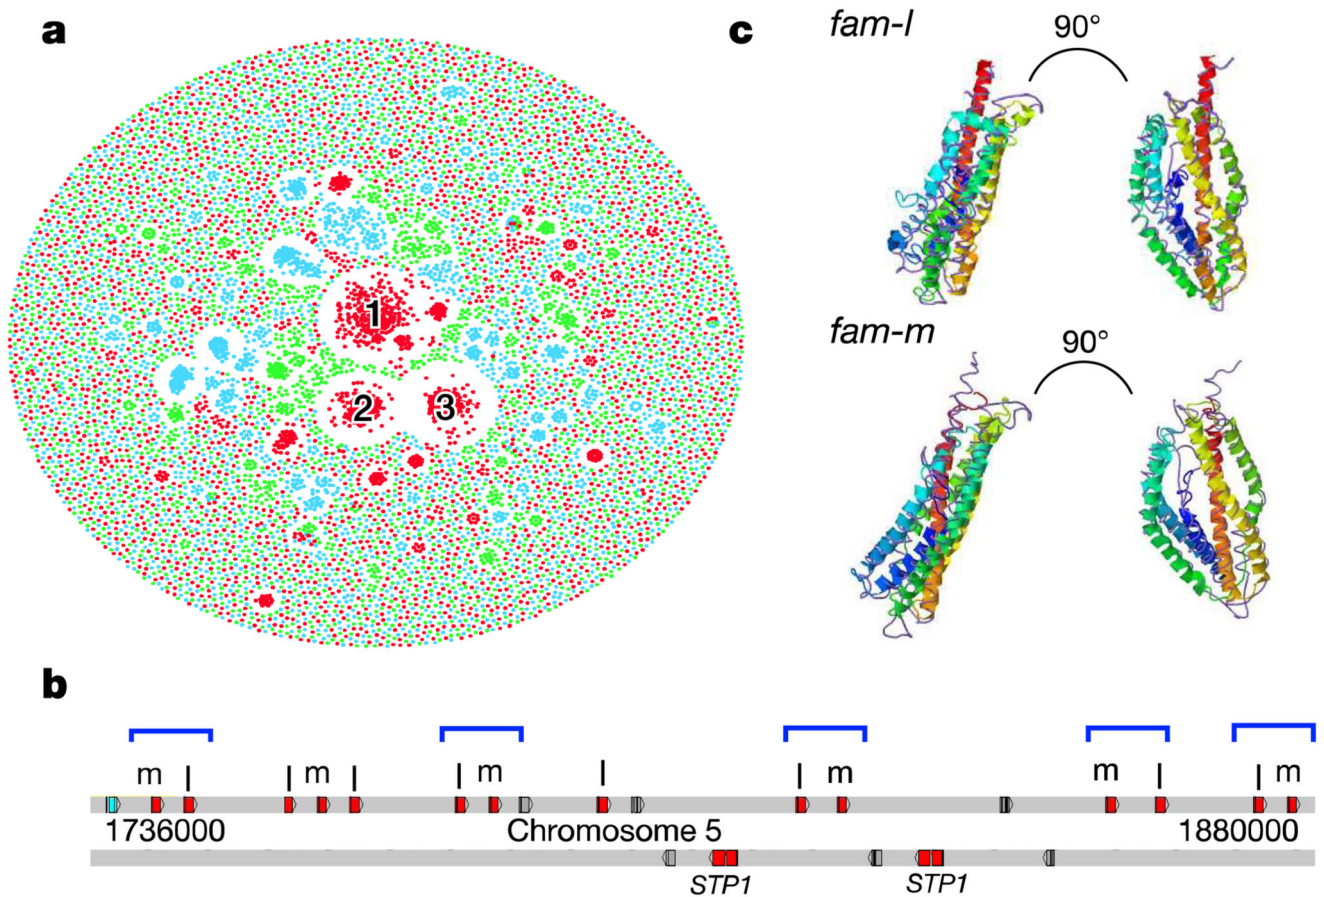 a
1
2
3
c
fam-l
90°
fam-m
90°
b
m l l m l l m l l m m l l m
1736000 Chromosome 5 1880000
STP1 STP1